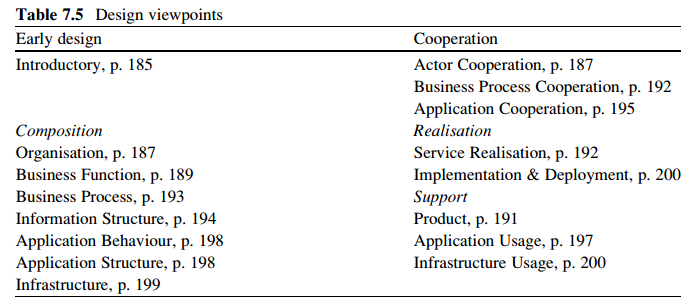 Table 7.5 Design viewpoints
Early design Cooperation
Introductory, p. 185 Actor Cooperation, p. 187
Business Process Cooperation, p. 192
Application Cooperation, p. 195
Composition Realisation
Organisation, p. 187 Service Realisation, p. 192
Business Function, p. 189 Implementation & Deployment, p. 200
Business Process, p. 193 Support
Information Structure, p. 194 Product, p. 191
Application Behaviour, p. 198 Application Usage, p. 197
Application Structure, p. 198 Infrastructure Usage, p. 200
Infrastructure, p. 199